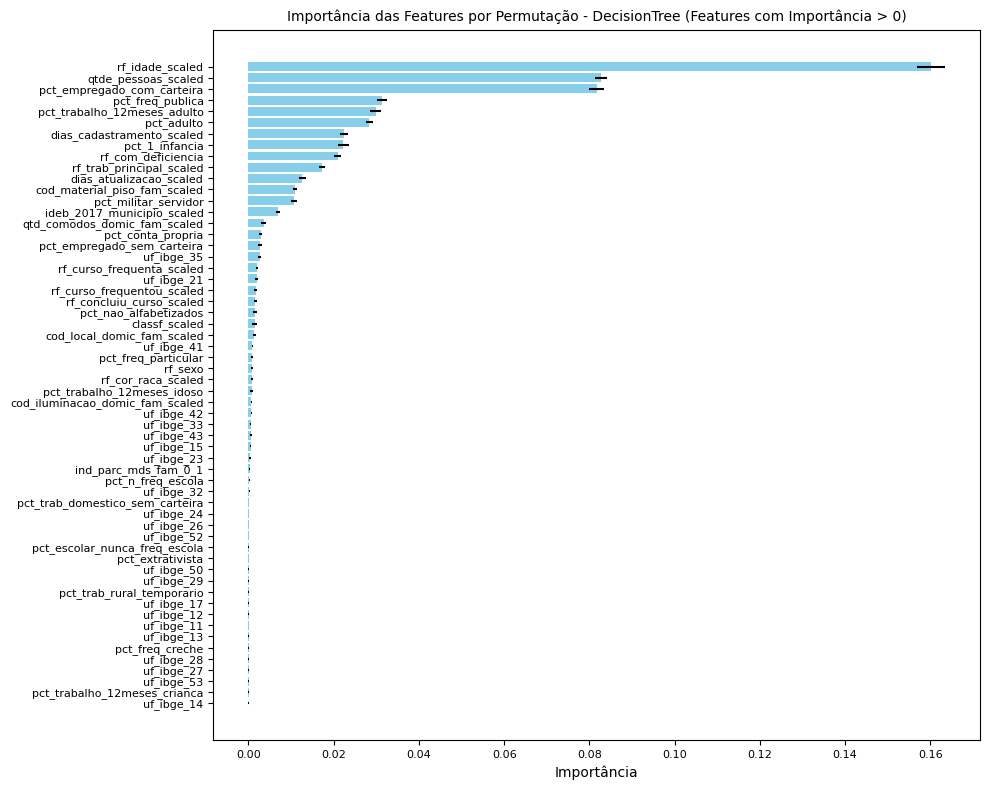 Importância das Features por Permutação - DecisionTree (Features com Importância > 0)
rf_idade_scaled
qtde_pessoas_scaled
pct_empregado_com_carteira
pct_freq_publica
pct_trabalho_12meses_adulto
pct_adulto
dias_cadastramento_scaled
pct_1_infancia
rf_com_deficiencia
rf_trab_principal_scaled
dias_atualizacao_scaled
cod_material_piso_fam_scaled
pct_militar_servidor
ideb_2017_municipio_scaled
qtd_comodos_domic_fam_scaled
pct_conta_propria
pct_empregado_sem_carteira
uf_ibge_35
rf_curso_frequenta_scaled
uf_ibge_21
rf_curso_frequentou_scaled
rf_concluiu_curso_scaled
pct_nao_alfabetizados
classf_scaled
cod_local_domic_fam_scaled
uf_ibge_41
pct_freq_particular
rf_sexo
rf_cor_raca_scaled
pct_trabalho_12meses_idoso
cod_iluminacao_domic_fam_scaled
uf_ibge_42
uf_ibge_33
uf_ibge_43
uf_ibge_15
uf_ibge_23
ind_parc_mds_fam_0_1
pct_n_freq_escola
uf_ibge_32
pct_trab_domestico_sem_carteira
uf_ibge_24
uf_ibge_26
uf_ibge_52
pct_escolar_nunca_freq_escola
pct_extrativista
uf_ibge_50
uf_ibge_29
pct_trab_rural_temporario
uf_ibge_17
uf_ibge_12
uf_ibge_11
uf_ibge_13
pct_freq_creche
uf_ibge_28
uf_ibge_27
uf_ibge_53
pct_trabalho_12meses_crianca
uf_ibge_14
0.00 0.02 0.04 0.06 0.08 0.10 0.12 0.14 0.16
Importância